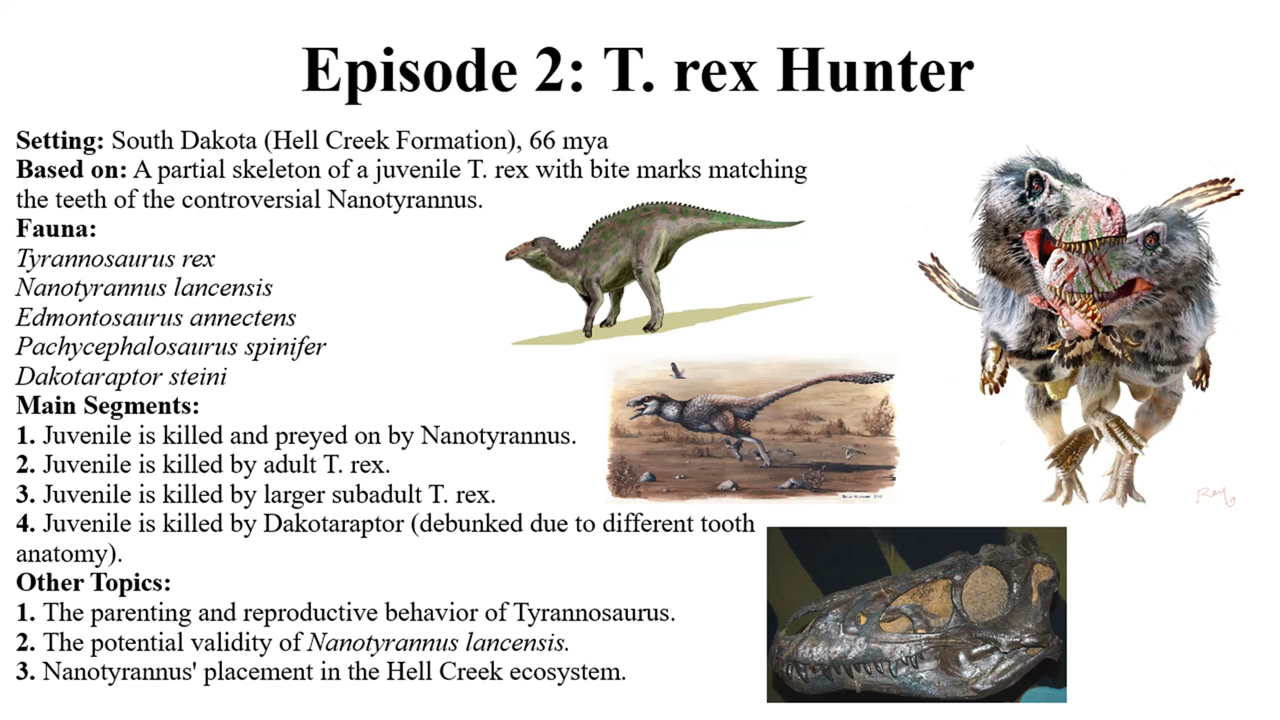 Episode 2: T. rex Hunter
Setting: South Dakota (Hell Creek Formation), 66 mya
Based on: A partial skeleton of a juvenile T. rex with bite marks matching
the teeth of the controversial Nanotyrannus.
Fauna:
Tyrannosaurus rex
Nanotyrannus lancensis
Edmontosaurus annectens
Pachycephalosaurus spinifer
Dakotaraptor steini
Main Segments:
1. Juvenile is killed and preyed on by Nanotyrannus.
2. Juvenile is killed by adult T. rex.
3. Juvenile is killed by larger subadult T. rex.
4. Juvenile is killed by Dakotaraptor (debunked due to different tooth
anatomy).
Other Topics:
1. The parenting and reproductive behavior of Tyrannosaurus.
2. The potential validity of Nanotyrannus lancensis.
3. Nanotyrannus' placement in the Hell Creek ecosystem.